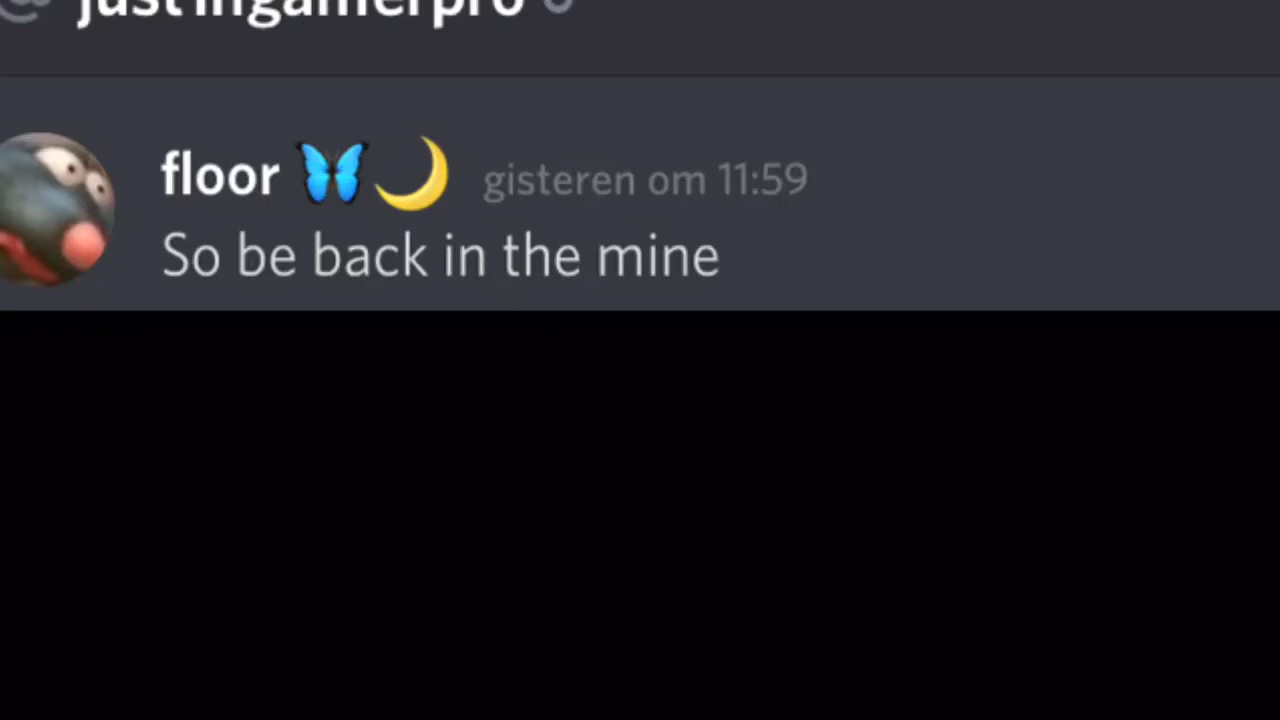 @ justingamerpro
floor 🦋🌙 gisteren om 11:59
So be back in the mine